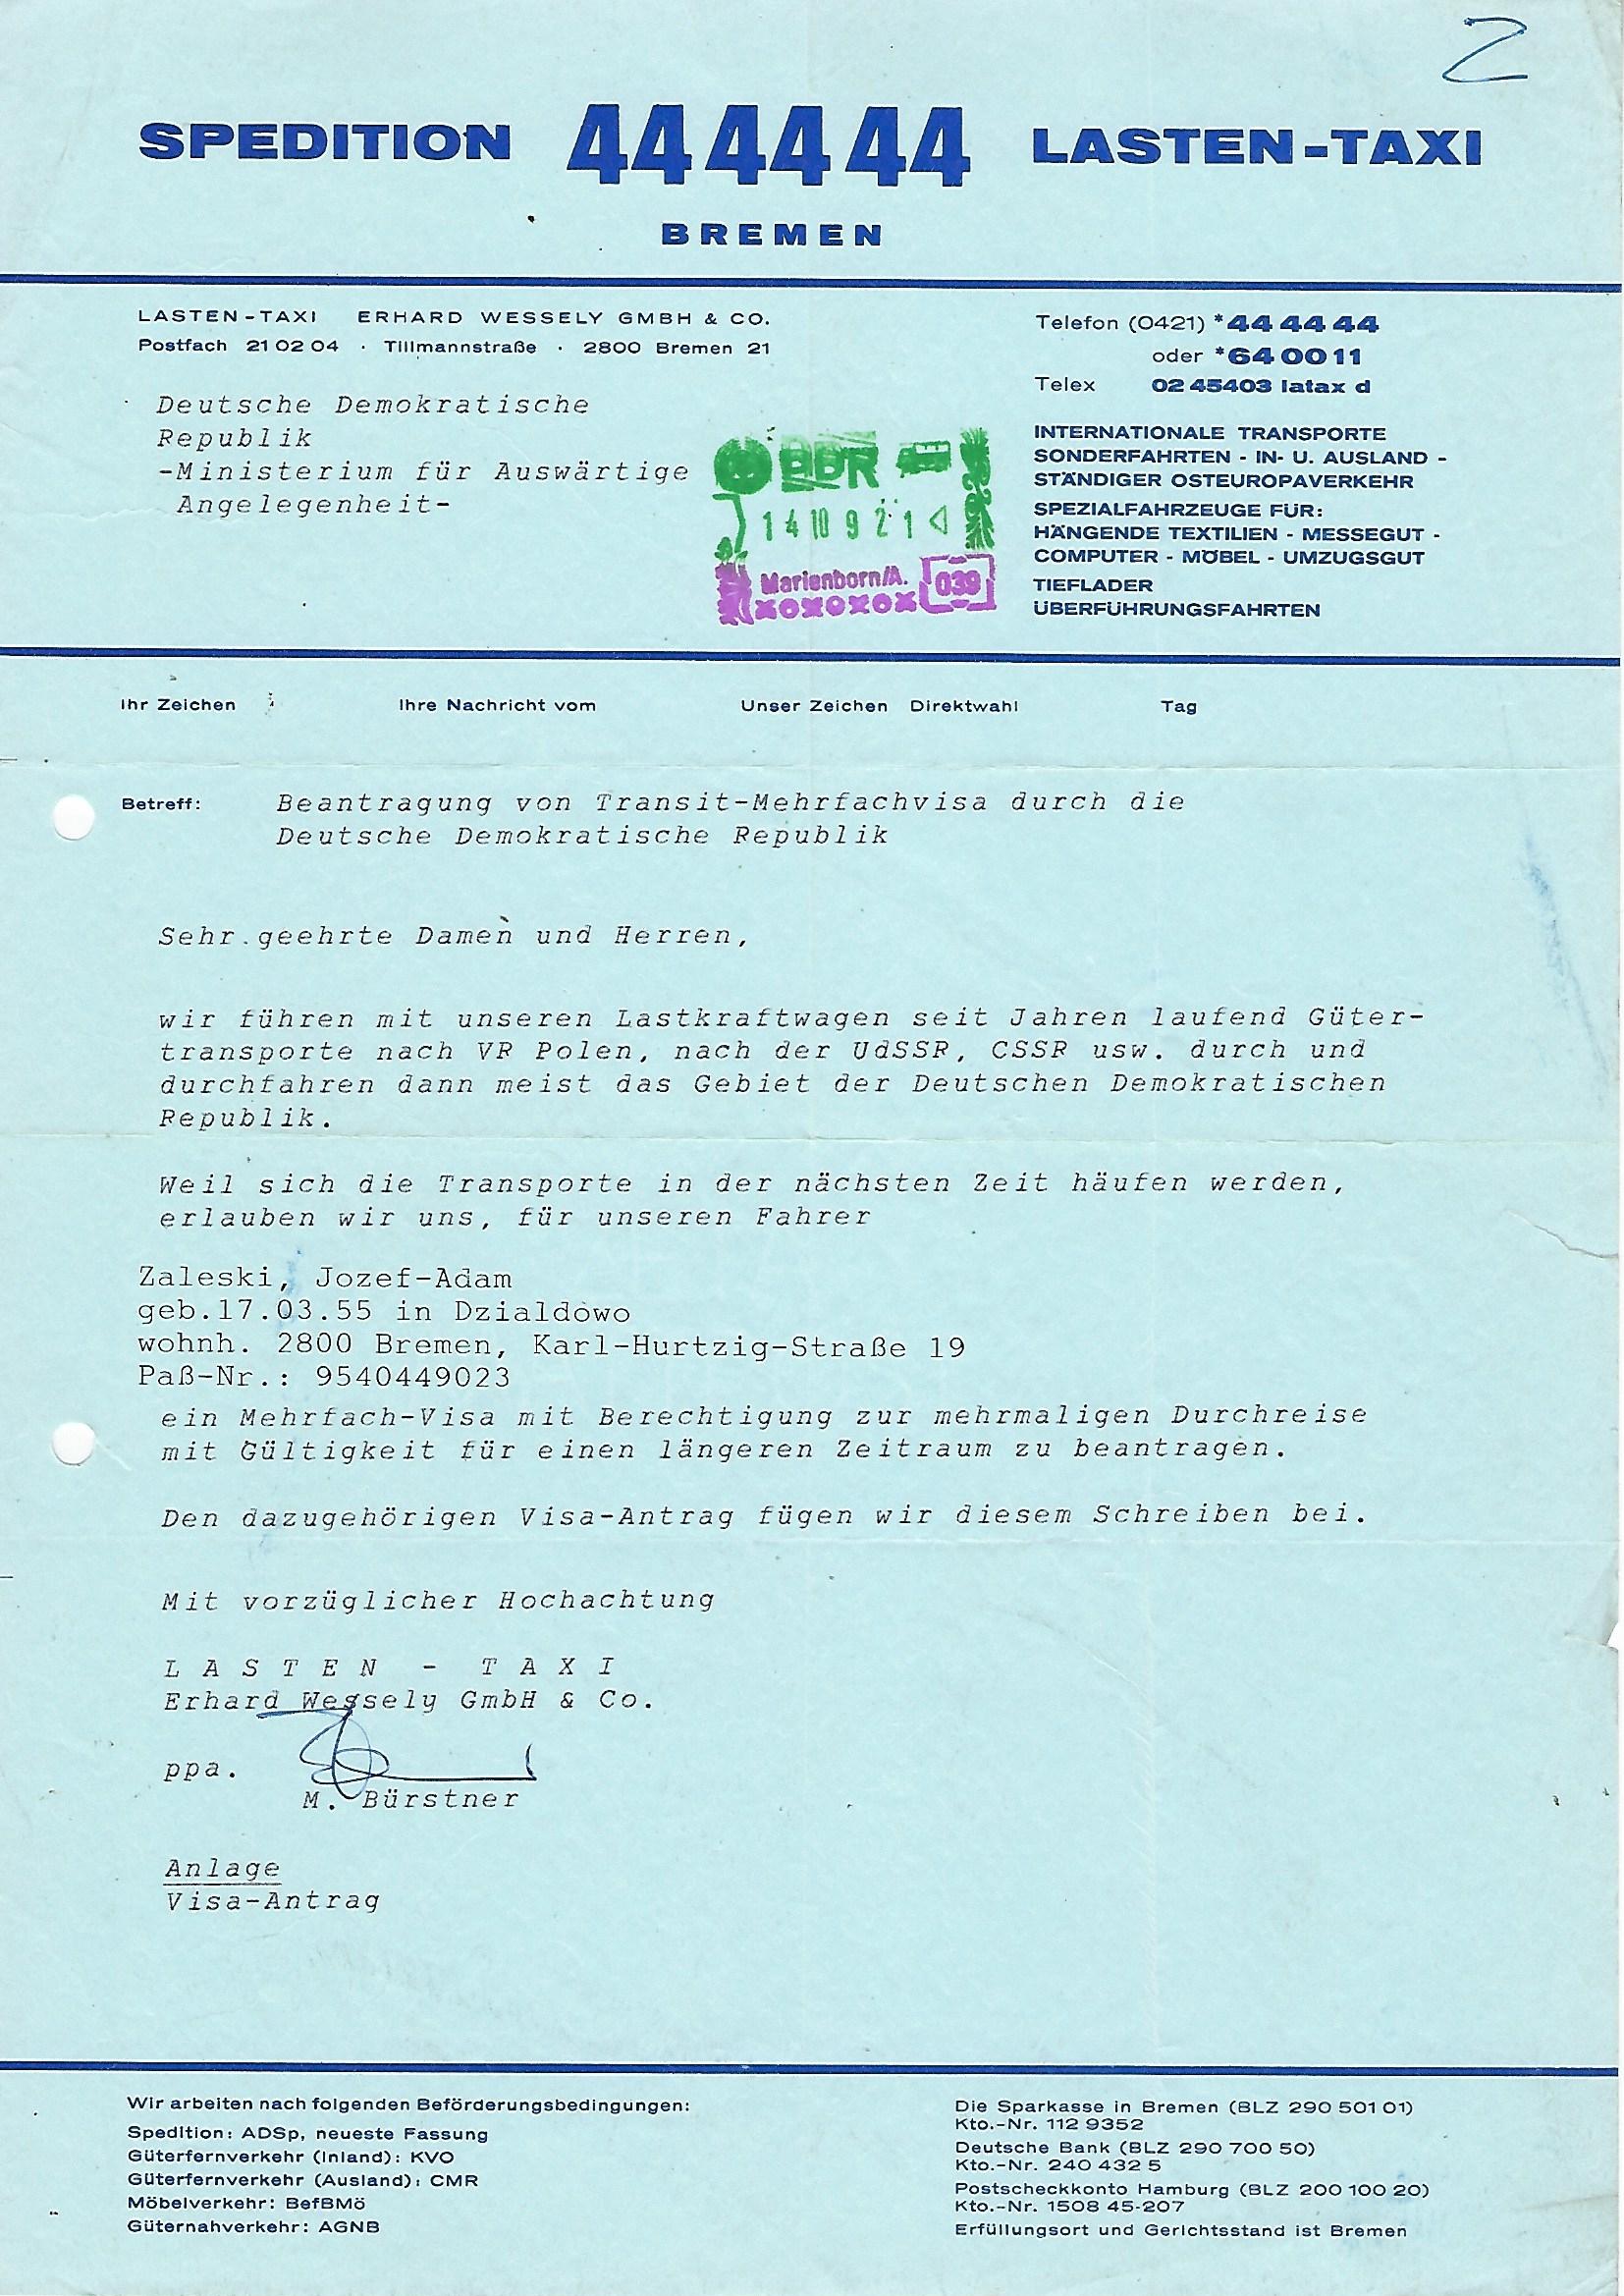 Z
SPEDITION 44 44 44 LASTEN-TAXI
BREMEN
LASTEN-TAXI ERHARD WESSELY GMBH & CO.
Postfach 21 02 04 · Tillmannstraße · 2800 Bremen 21
Telefon (0421) *44 44 44
oder *64 00 11
Telex 02 45403 latax d
Deutsche Demokratische
Republik
-Ministerium für Auswärtige
Angelegenheit-
DDR
14 10 9 2 1
Marienborn/A. 039
INTERNATIONALE TRANSPORTE
SONDERFAHRTEN - IN- U. AUSLAND -
STÄNDIGER OSTEUROPAVERKEHR
SPEZIALFAHRZEUGE FÜR:
HÄNGENDE TEXTILIEN - MESSEGUT -
COMPUTER - MÖBEL - UMZUGSGUT
TIEFLADER
ÜBERFÜHRUNGSFAHRTEN
Ihr Zeichen Ihre Nachricht vom Unser Zeichen Direktwahl Tag
Betreff: Beantragung von Transit-Mehrfachvisa durch die
Deutsche Demokratische Republik
Sehr geehrte Damen und Herren,
wir führen mit unseren Lastkraftwagen seit Jahren laufend Güter-
transporte nach VR Polen, nach der UdSSR, CSSR usw. durch und
durchfahren dann meist das Gebiet der Deutschen Demokratischen
Republik.
Weil sich die Transporte in der nächsten Zeit häufen werden,
erlauben wir uns, für unseren Fahrer
Zaleski, Jozef-Adam
geb.17.03.55 in Dzialdowo
wohnh. 2800 Bremen, Karl-Hurtzig-Straße 19
Paß-Nr.: 9540449023
ein Mehrfach-Visa mit Berechtigung zur mehrmaligen Durchreise
mit Gültigkeit für einen längeren Zeitraum zu beantragen.
Den dazugehörigen Visa-Antrag fügen wir diesem Schreiben bei.
Mit vorzüglicher Hochachtung
L A S T E N - T A X I
Erhard Wessely GmbH & Co.
ppa.
M. Bürstner
Anlage
Visa-Antrag
Wir arbeiten nach folgenden Beförderungsbedingungen:
Spedition: ADSp, neueste Fassung
Güterfernverkehr (Inland): KVO
Güterfernverkehr (Ausland): CMR
Möbelverkehr: BefBMö
Güternahverkehr: AGNB
Die Sparkasse in Bremen (BLZ 290 501 01)
Kto.-Nr. 112 9352
Deutsche Bank (BLZ 290 700 50)
Kto.-Nr. 240 432 5
Postscheckkonto Hamburg (BLZ 200 100 20)
Kto.-Nr. 1508 45-207
Erfüllungsort und Gerichtsstand ist Bremen